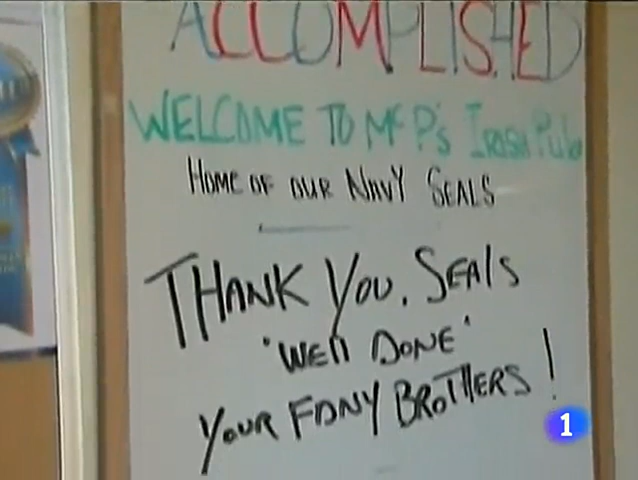 ACCOMPLISHED
WELCOME TO McP's Irish Pub
HOME OF OUR NAVY SEALS
THANK YOU, SEALS
'WELL DONE'
YOUR FDNY BROTHERS!
1